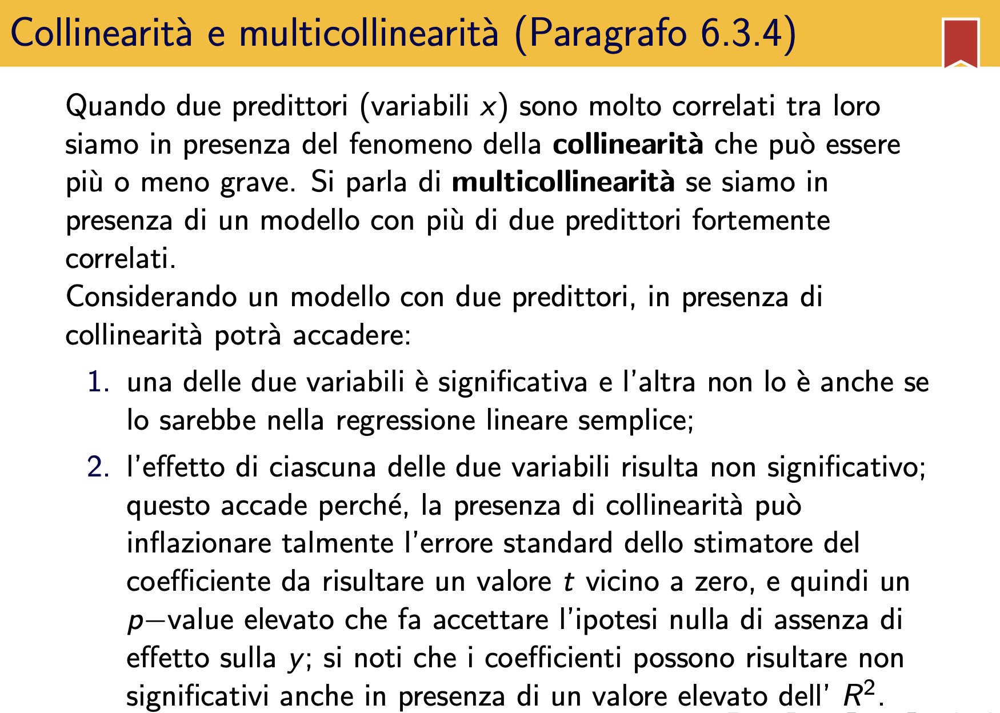 Collinearità e multicollinearità (Paragrafo 6.3.4)
Quando due predittori (variabili x) sono molto correlati tra loro
siamo in presenza del fenomeno della collinearità che può essere
più o meno grave. Si parla di multicollinearità se siamo in
presenza di un modello con più di due predittori fortemente
correlati.
Considerando un modello con due predittori, in presenza di
collinearità potrà accadere:
1. una delle due variabili è significativa e l'altra non lo è anche se
lo sarebbe nella regressione lineare semplice;
2. l'effetto di ciascuna delle due variabili risulta non significativo;
questo accade perché, la presenza di collinearità può
inflazionare talmente l'errore standard dello stimatore del
coefficiente da risultare un valore t vicino a zero, e quindi un
p−value elevato che fa accettare l'ipotesi nulla di assenza di
effetto sulla y; si noti che i coefficienti possono risultare non
significativi anche in presenza di un valore elevato dell' R².